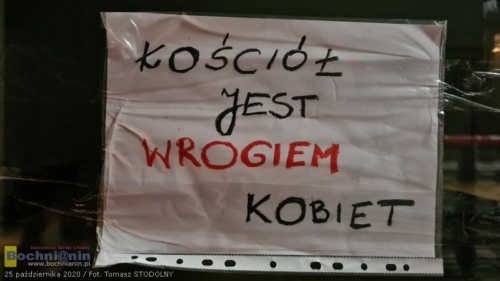 KOŚCIÓŁ
JEST
WROGIEM
KOBIET
Bochni@nin
www.bochnianin.pl
25 października 2020 / Fot. Tomasz STODOLNY